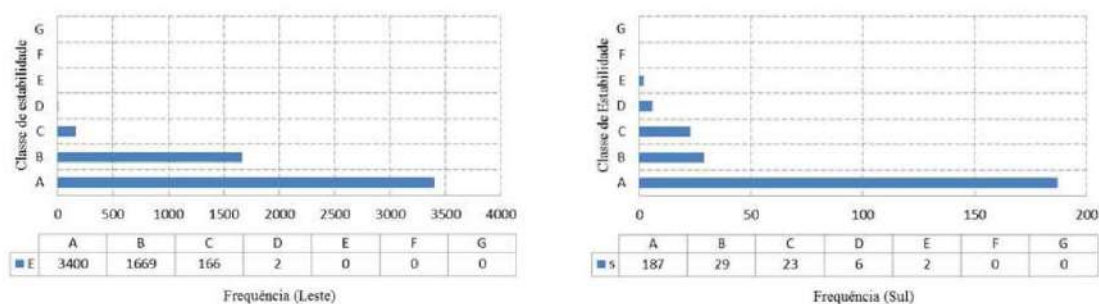 Classe de estabilidade
G
F
E
D
C
B
A
0 500 1000 1500 2000 2500 3000 3500 4000
A B C D E F G
E 3400 1669 166 2 0 0 0
Frequência (Leste)
Classe de Estabilidade
G
F
E
D
C
B
A
0 50 100 150 200
A B C D E F G
s 187 29 23 6 2 0 0
Frequência (Sul)